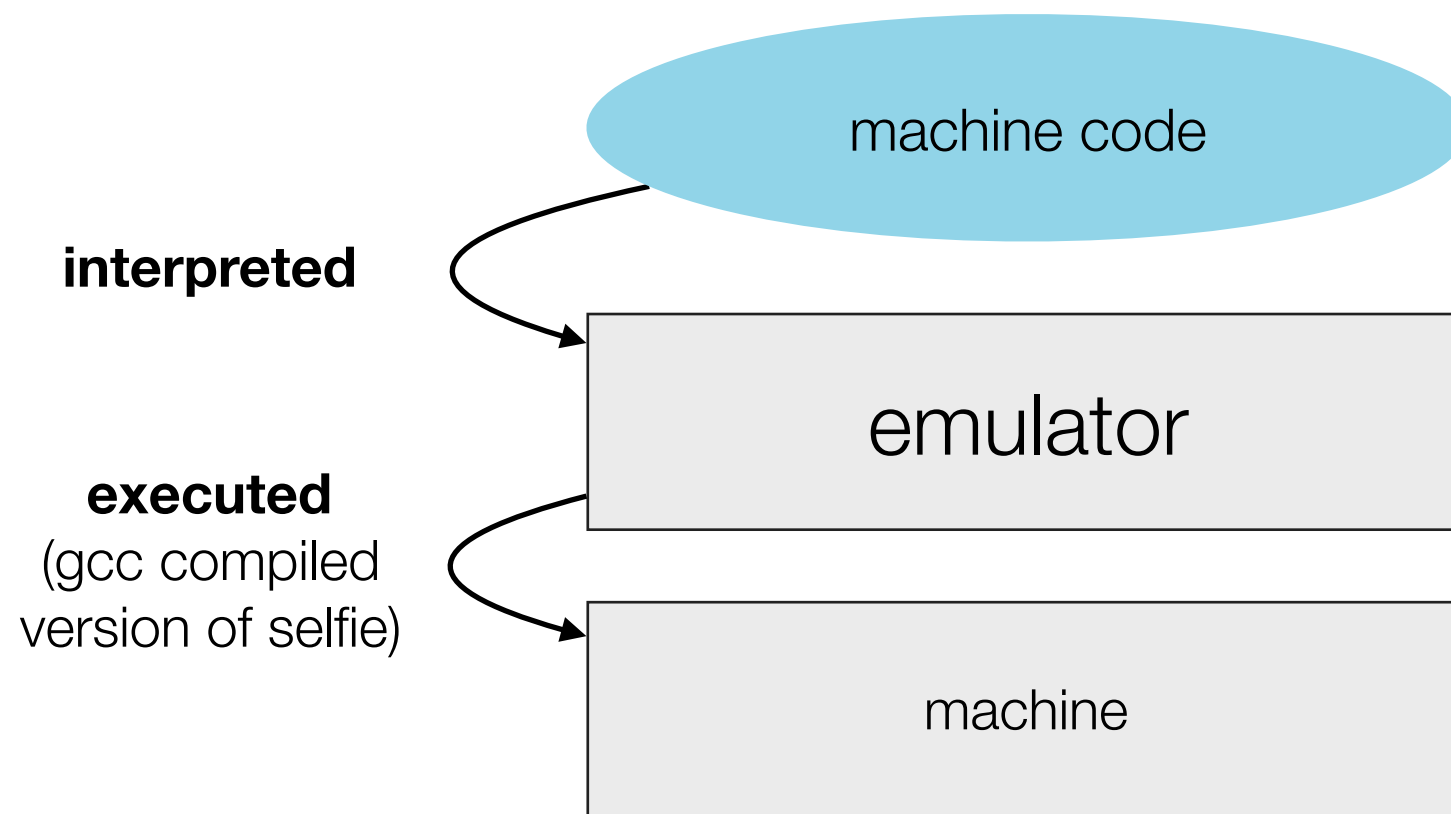 machine code
interpreted
emulator
executed
(gcc compiled
version of selfie)
machine